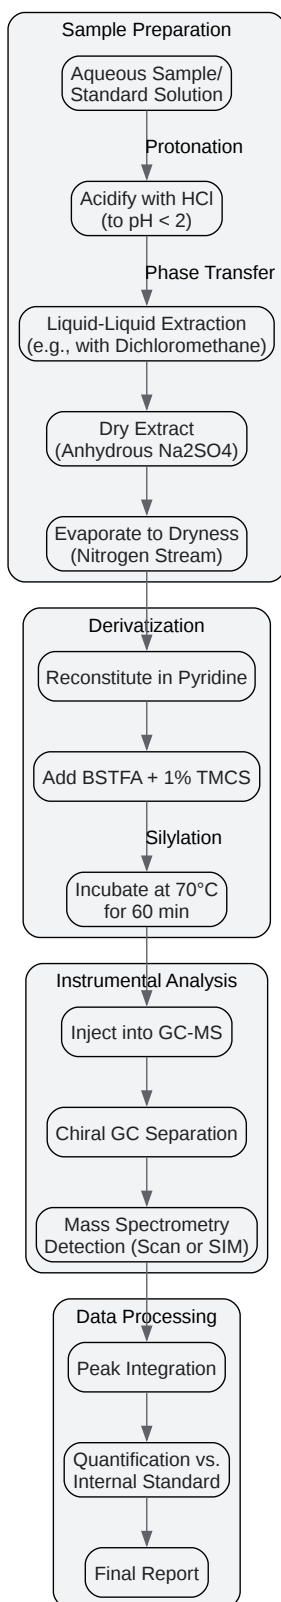 Sample Preparation
Aqueous Sample/
Standard Solution
Protonation
Acidify with HCl
(to pH < 2)
Phase Transfer
Liquid-Liquid Extraction
(e.g., with Dichloromethane)
Dry Extract
(Anhydrous Na2SO4)
Evaporate to Dryness
(Nitrogen Stream)
Derivatization
Reconstitute in Pyridine
Add BSTFA + 1% TMCS
Silylation
Incubate at 70°C
for 60 min
Instrumental Analysis
Inject into GC-MS
Chiral GC Separation
Mass Spectrometry
Detection (Scan or SIM)
Data Processing
Peak Integration
Quantification vs.
Internal Standard
Final Report